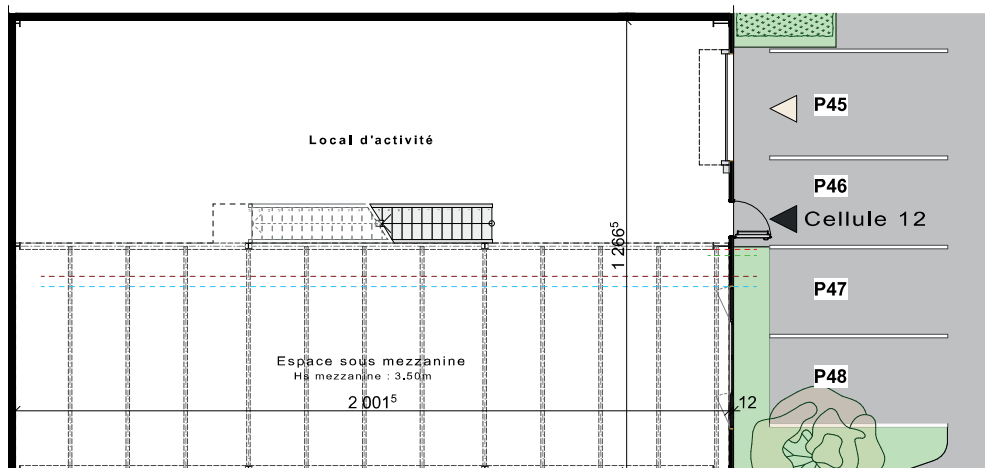 P45
Local d'activité
P46
Cellule 12
1 266⁵
P47
Espace sous mezzanine
Hs mezzanine : 3.50m
P48
2 001⁵
12